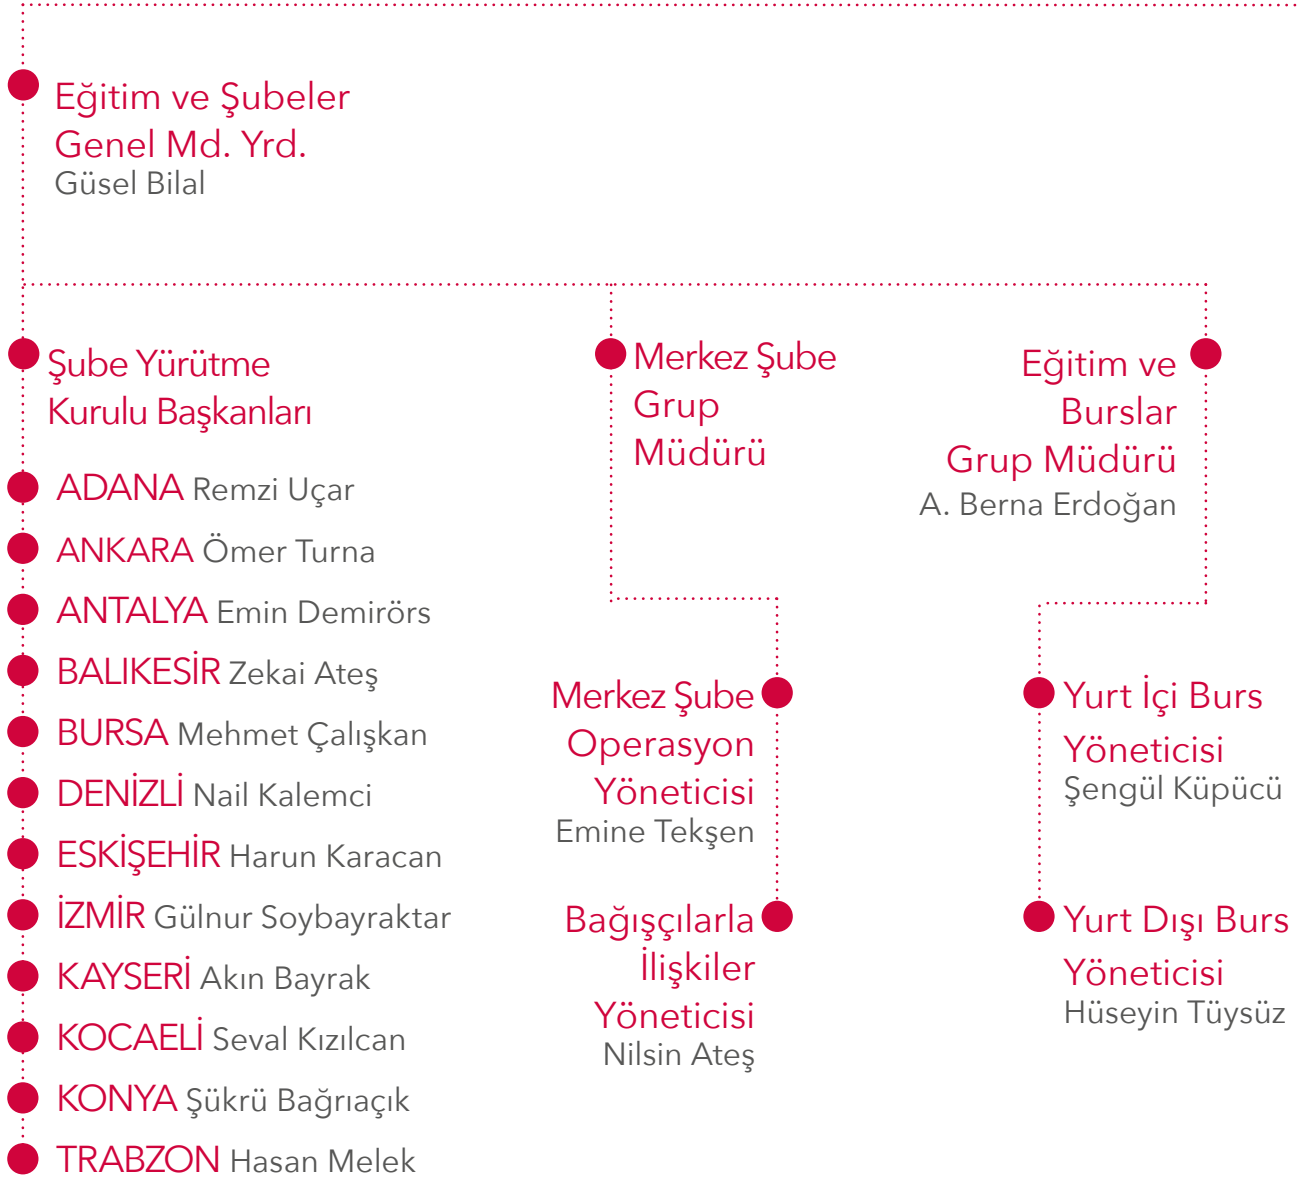 Eğitim ve Şubeler
Genel Md. Yrd.
Güsel Bilal
Şube Yürütme
Kurulu Başkanları
ADANA Remzi Uçar
ANKARA Ömer Turna
ANTALYA Emin Demirörs
BALIKESİR Zekai Ateş
BURSA Mehmet Çalışkan
DENİZLİ Nail Kalemci
ESKİŞEHİR Harun Karacan
İZMİR Gülnur Soybayraktar
KAYSERİ Akın Bayrak
KOCAELİ Seval Kızılcan
KONYA Şükrü Bağrıaçık
TRABZON Hasan Melek
Merkez Şube
Grup
Müdürü
Merkez Şube
Operasyon
Yöneticisi
Emine Tekşen
Bağışçılarla
İlişkiler
Yöneticisi
Nilsin Ateş
Eğitim ve
Burslar
Grup Müdürü
A. Berna Erdoğan
Yurt İçi Burs
Yöneticisi
Şengül Küpücü
Yurt Dışı Burs
Yöneticisi
Hüseyin Tüysüz